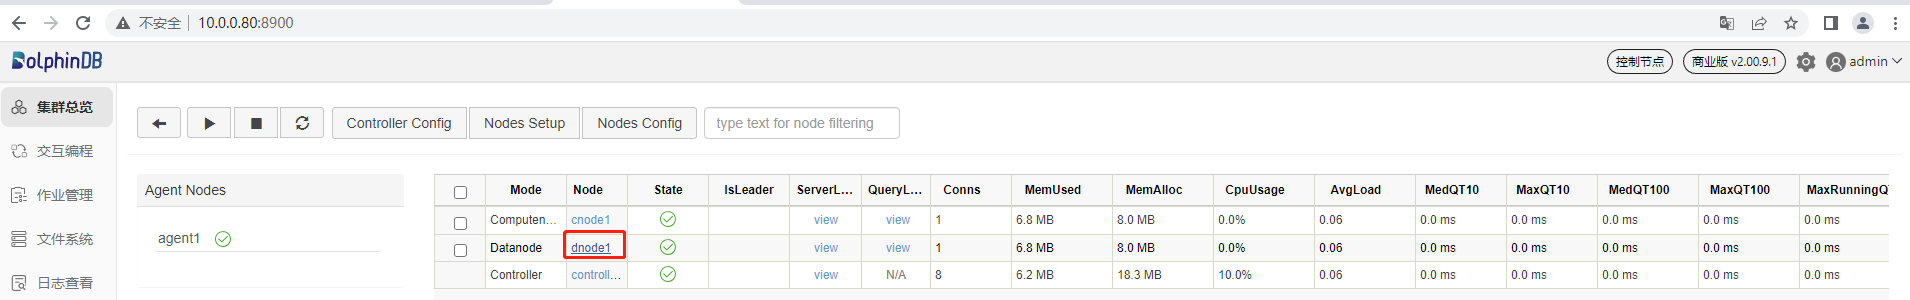 不安全 10.0.0.80:8900
DolphinDB 控制节点 商业版 v2.00.9.1 admin
集群总览
交互编程
作业管理
文件系统
日志查看
Controller Config Nodes Setup Nodes Config type text for node filtering
Agent Nodes
agent1
Mode Node State IsLeader ServerL... QueryL... Conns MemUsed MemAlloc CpuUsage AvgLoad MedQT10 MaxQT10 MedQT100 MaxQT100 MaxRunningQ
Computen... cnode1 view view 1 6.8 MB 8.0 MB 0.0% 0.06 0.0 ms 0.0 ms 0.0 ms 0.0 ms 0.0 ms
Datanode dnode1 view view 1 6.8 MB 8.0 MB 0.0% 0.06 0.0 ms 0.0 ms 0.0 ms 0.0 ms 0.0 ms
Controller controll... view N/A 8 6.2 MB 18.3 MB 10.0% 0.06 0.0 ms 0.0 ms 0.0 ms 0.0 ms 0.0 ms